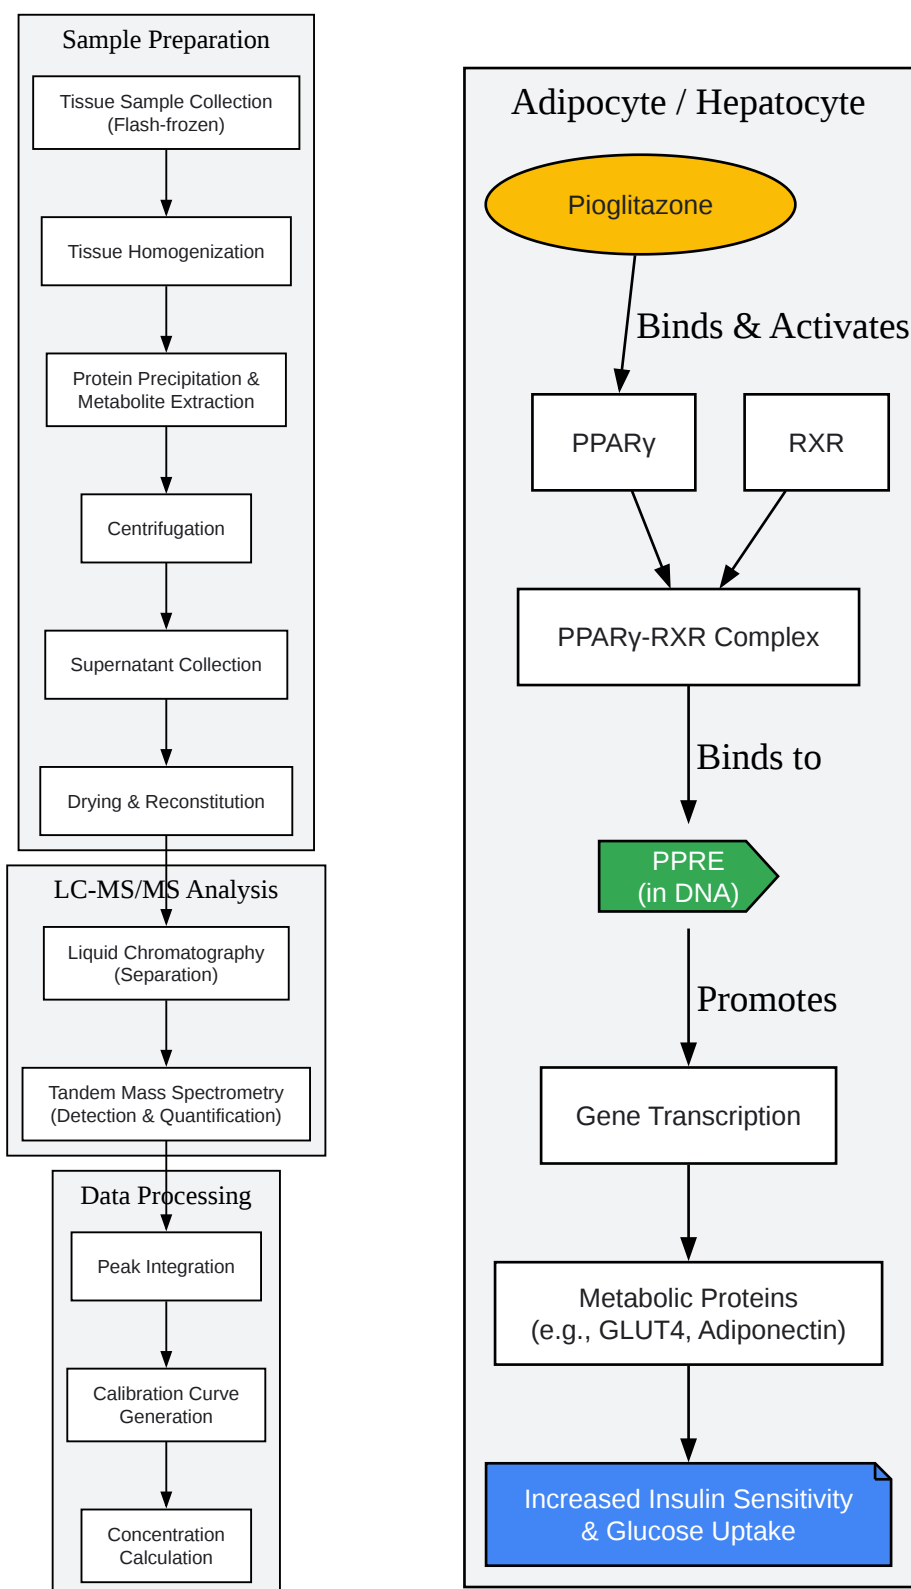 Sample Preparation
Tissue Sample Collection
(Flash-frozen)
Tissue Homogenization
Protein Precipitation &
Metabolite Extraction
Centrifugation
Supernatant Collection
Drying & Reconstitution
LC-MS/MS Analysis
Liquid Chromatography
(Separation)
Tandem Mass Spectrometry
(Detection & Quantification)
Data Processing
Peak Integration
Calibration Curve
Generation
Concentration
Calculation
Adipocyte / Hepatocyte
Pioglitazone
Binds & Activates
PPARγ
RXR
PPARγ-RXR Complex
Binds to
PPRE
(in DNA)
Promotes
Gene Transcription
Metabolic Proteins
(e.g., GLUT4, Adiponectin)
Increased Insulin Sensitivity
& Glucose Uptake